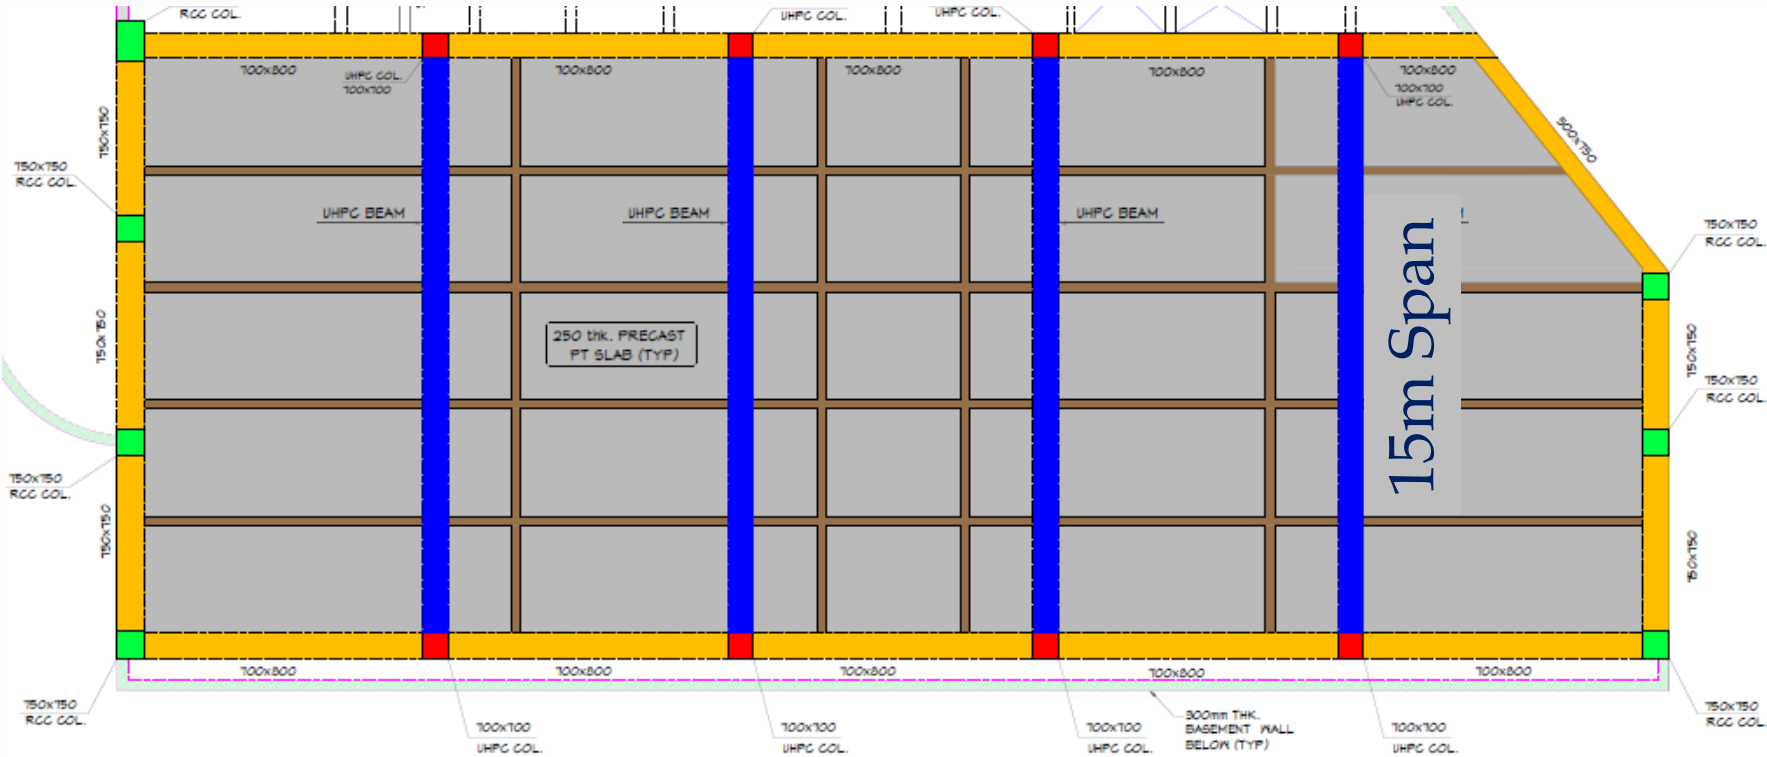 RCC COL.
UHPC COL.
UHPC COL.
700x800
UHPC COL.
700x700
700x800
700x800
700x800
700x800
700x700
UHPC COL.
750x750
500x750
750x750
RCC COL.
UHPC BEAM
UHPC BEAM
UHPC BEAM
750x750
RCC COL.
750x750
250 thk. PRECAST
PT SLAB (TYP)
15m Span
750x750
750x750
RCC COL.
750x750
RCC COL.
750x750
750x750
700x800
700x800
700x800
700x800
700x800
750x750
RCC COL.
700x700
UHPC COL.
700x700
UHPC COL.
700x700
UHPC COL.
300mm THK.
BASEMENT WALL
BELOW (TYP)
700x700
UHPC COL.
750x750
RCC COL.